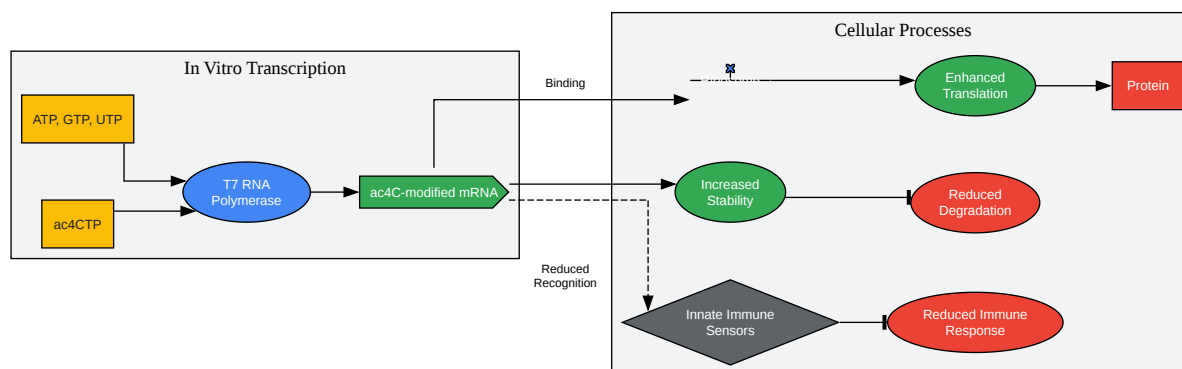 Cellular Processes
In Vitro Transcription
ATP, GTP, UTP
ac4CTP
T7 RNA
Polymerase
ac4C-modified mRNA
Binding
Reduced
Recognition
Enhanced
Translation
Protein
Increased
Stability
Reduced
Degradation
Innate Immune
Sensors
Reduced Immune
Response